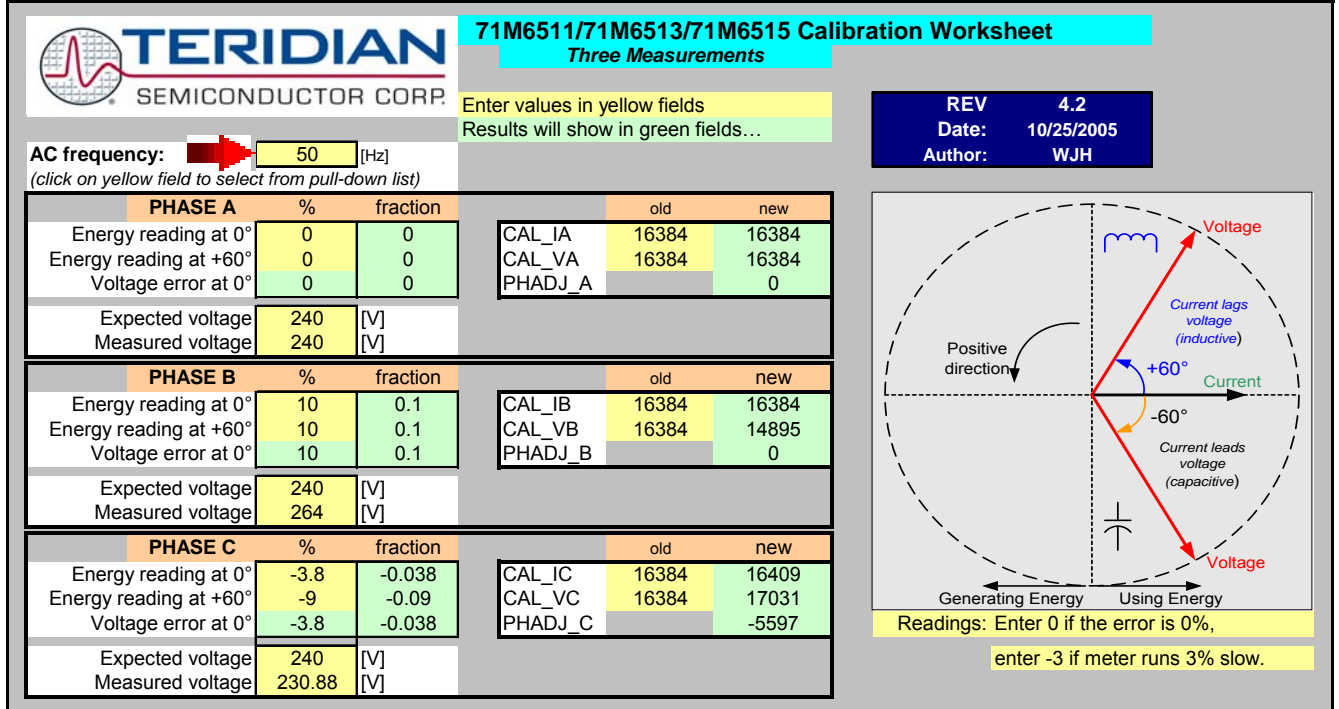 TERIDIAN
SEMICONDUCTOR CORP.
71M6511/71M6513/71M6515 Calibration Worksheet
Three Measurements
Enter values in yellow fields
Results will show in green fields…
REV 4.2
Date: 10/25/2005
Author: WJH
AC frequency: 50 [Hz]
(click on yellow field to select from pull-down list)
PHASE A % fraction old new
Energy reading at 0° 0 0 CAL_IA 16384 16384
Energy reading at +60° 0 0 CAL_VA 16384 16384
Voltage error at 0° 0 0 PHADJ_A 0
Expected voltage 240 [V]
Measured voltage 240 [V]
PHASE B % fraction old new
Energy reading at 0° 10 0.1 CAL_IB 16384 16384
Energy reading at +60° 10 0.1 CAL_VB 16384 14895
Voltage error at 0° 10 0.1 PHADJ_B 0
Expected voltage 240 [V]
Measured voltage 264 [V]
PHASE C % fraction old new
Energy reading at 0° -3.8 -0.038 CAL_IC 16384 16409
Energy reading at +60° -9 -0.09 CAL_VC 16384 17031
Voltage error at 0° -3.8 -0.038 PHADJ_C -5597
Expected voltage 240 [V]
Measured voltage 230.88 [V]
Voltage
Current lags
voltage
(inductive)
Positive
direction
+60°
Current
-60°
Current leads
voltage
(capacitive)
Voltage
Generating Energy Using Energy
Readings: Enter 0 if the error is 0%,
enter -3 if meter runs 3% slow.